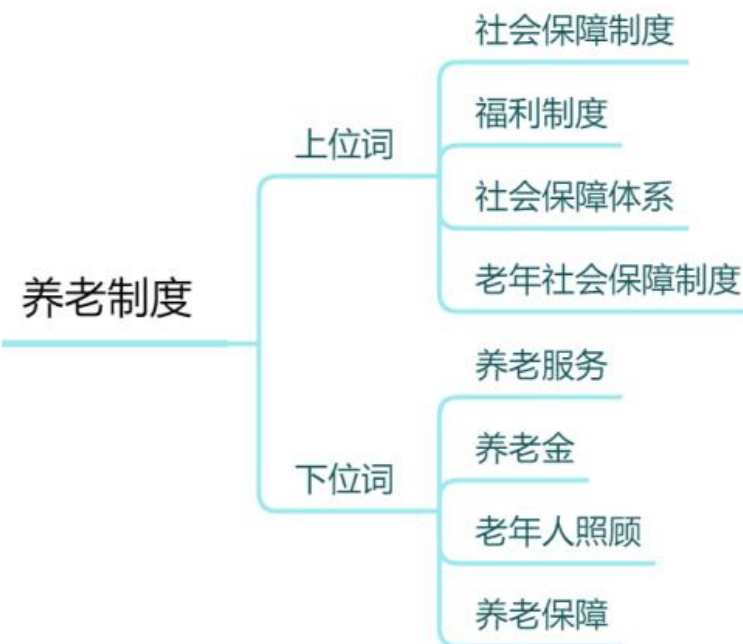 养老制度
上位词
社会保障制度
福利制度
社会保障体系
老年社会保障制度
下位词
养老服务
养老金
老年人照顾
养老保障